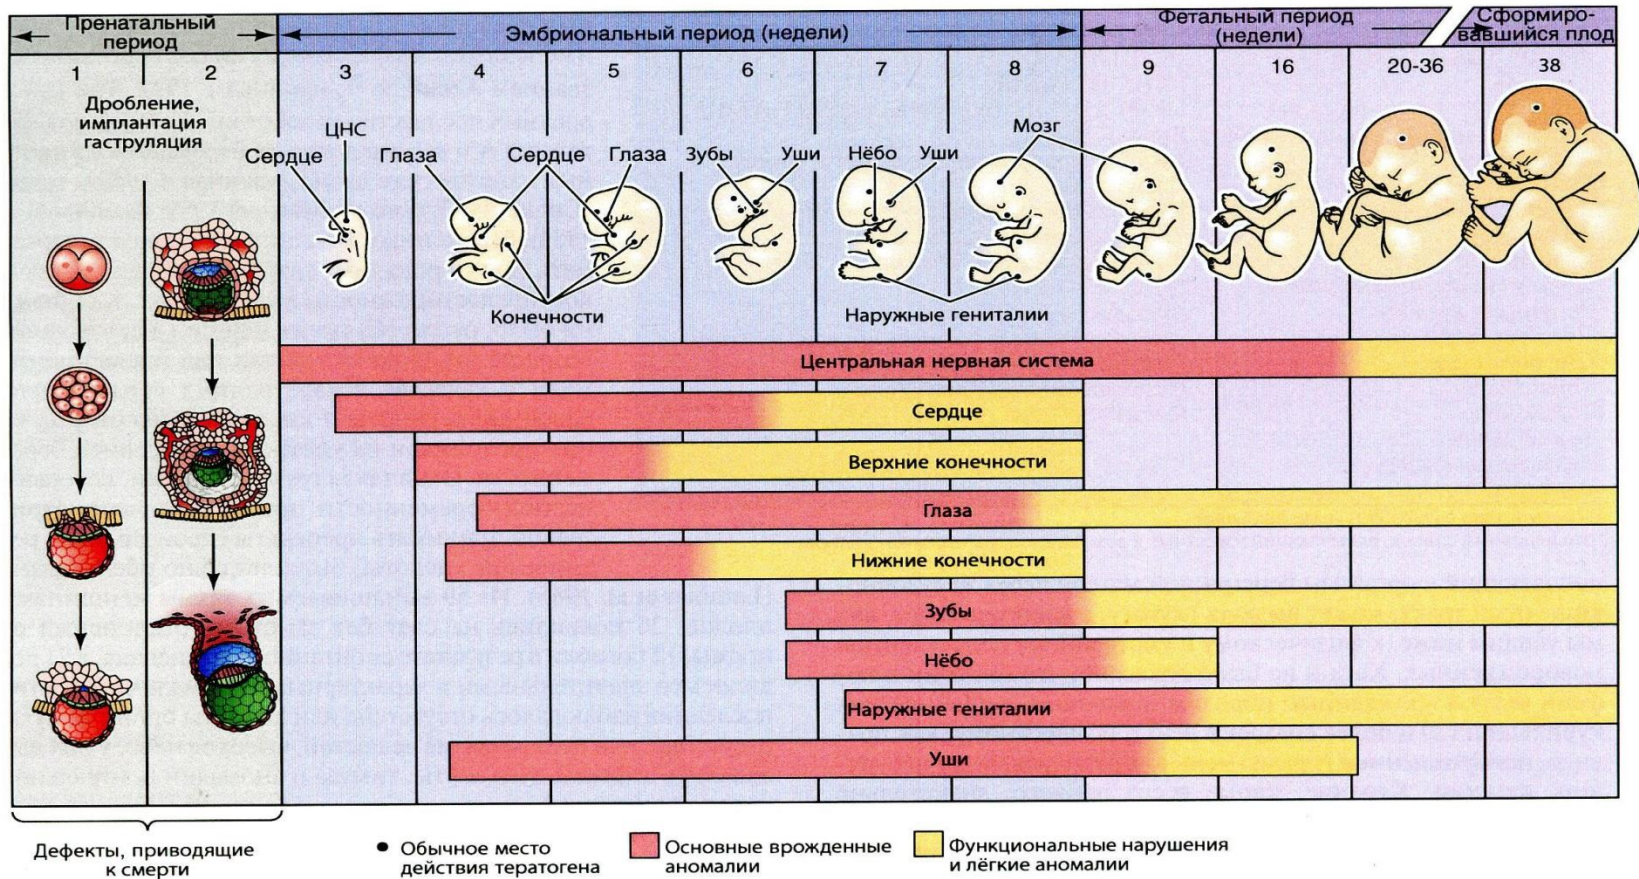 Пренатальный
период
Эмбриональный период (недели)
Фетальный период
(недели)
Сформиро-
вавшийся плод
1
2
3
4
5
6
7
8
9
16
20-36
38
Дробление,
имплантация
гаструляция
ЦНС
Сердце
Глаза
Сердце
Глаза
Зубы
Уши
Нёбо
Уши
Мозг
Конечности
Наружные гениталии
Центральная нервная система
Сердце
Верхние конечности
Глаза
Нижние конечности
Зубы
Нёбо
Наружные гениталии
Уши
Дефекты, приводящие
к смерти
Обычное место
действия тератогена
Основные врожденные
аномалии
Функциональные нарушения
и лёгкие аномалии